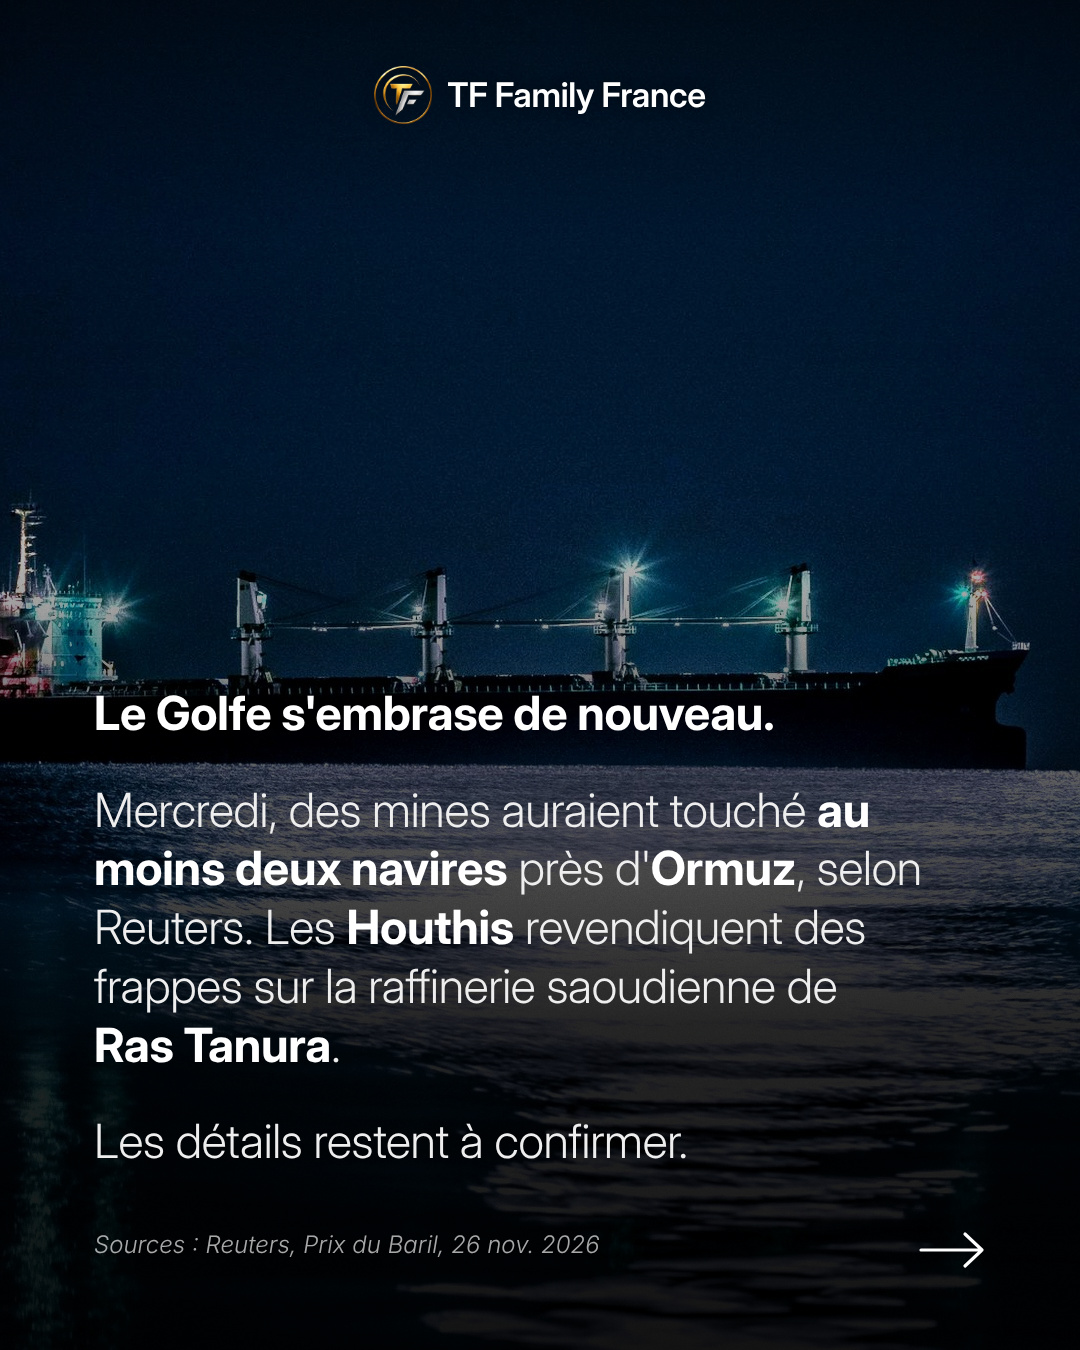 TF Family France
Le Golfe s'embrase de nouveau.
Mercredi, des mines auraient touché au
moins deux navires près d'Ormuz, selon
Reuters. Les Houthis revendiquent des
frappes sur la raffinerie saoudienne de
Ras Tanura.
Les détails restent à confirmer.
Sources : Reuters, Prix du Baril, 26 nov. 2026